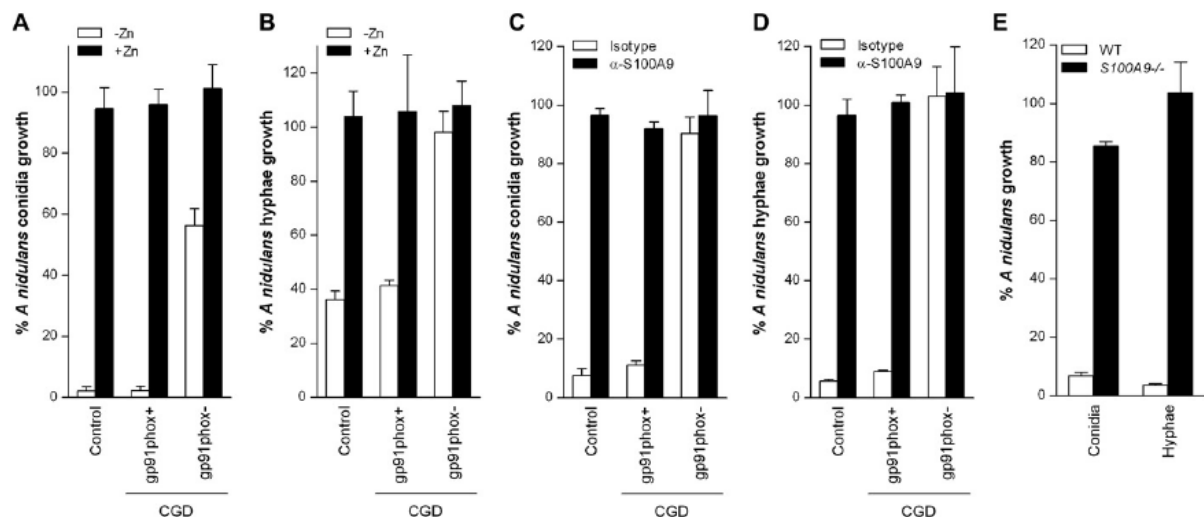 A
-Zn
+Zn
% A nidulans conidia growth
100
80
60
40
20
0
Control
gp91phox+
gp91phox-
CGD
B
-Zn
+Zn
% A nidulans hyphae growth
120
100
80
60
40
20
0
Control
gp91phox+
gp91phox-
CGD
C
Isotype
α-S100A9
% A nidulans conidia growth
120
100
80
60
40
20
0
Control
gp91phox+
gp91phox-
CGD
D
Isotype
α-S100A9
% A nidulans hyphae growth
120
100
80
60
40
20
0
Control
gp91phox+
gp91phox-
CGD
E
WT
S100A9-/-
% A nidulans growth
120
100
80
60
40
20
0
Conidia
Hyphae